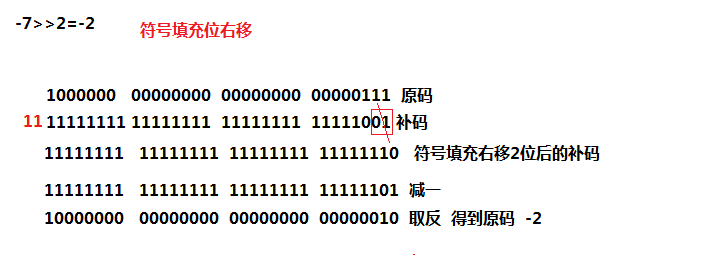 -7>>2=-2 符号填充位右移
1000000 00000000 00000000 00000111 原码
11 11111111 11111111 11111111 11111001 补码
11111111 11111111 11111111 11111110 符号填充右移2位后的补码
11111111 11111111 11111111 11111101 减一
10000000 00000000 00000000 00000010 取反 得到原码 -2